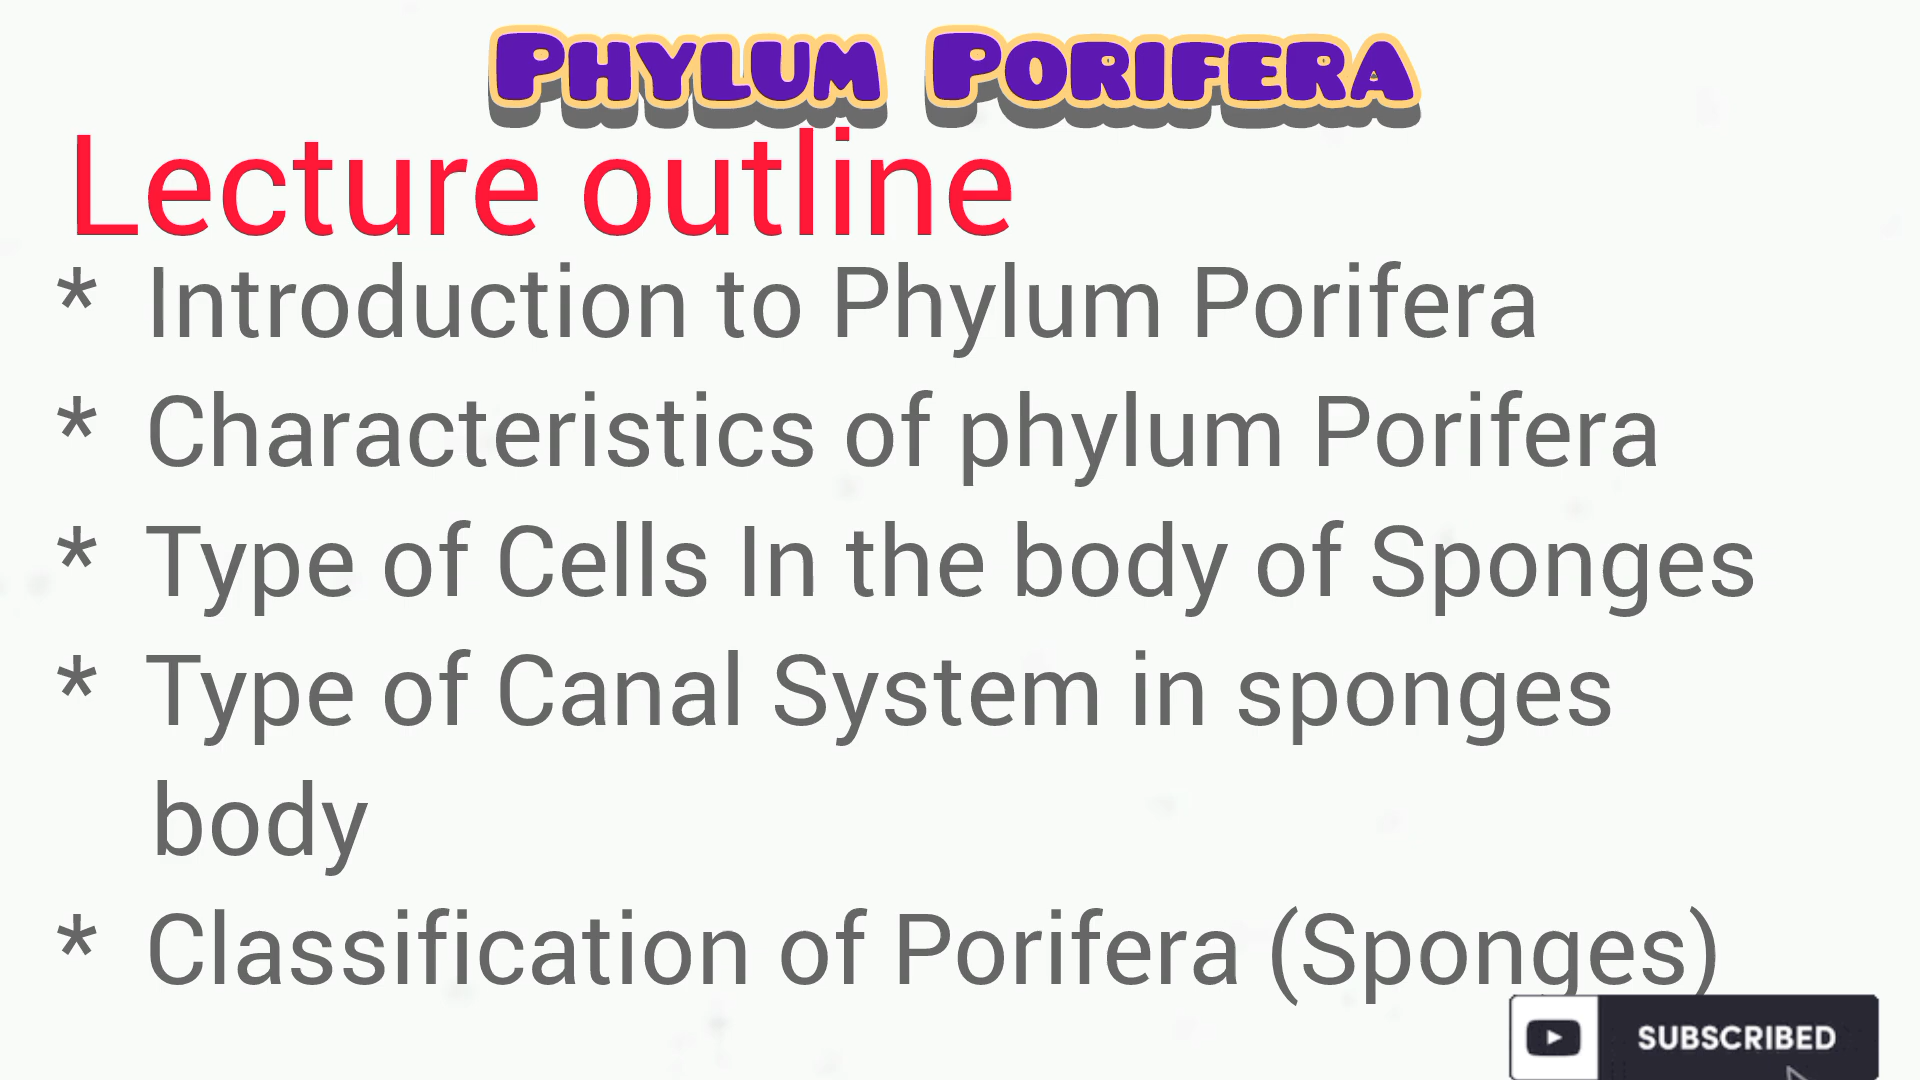 Phylum Porifera
Lecture outline
* Introduction to Phylum Porifera
* Characteristics of phylum Porifera
* Type of Cells In the body of Sponges
* Type of Canal System in sponges
body
* Classification of Porifera (Sponges)
SUBSCRIBED